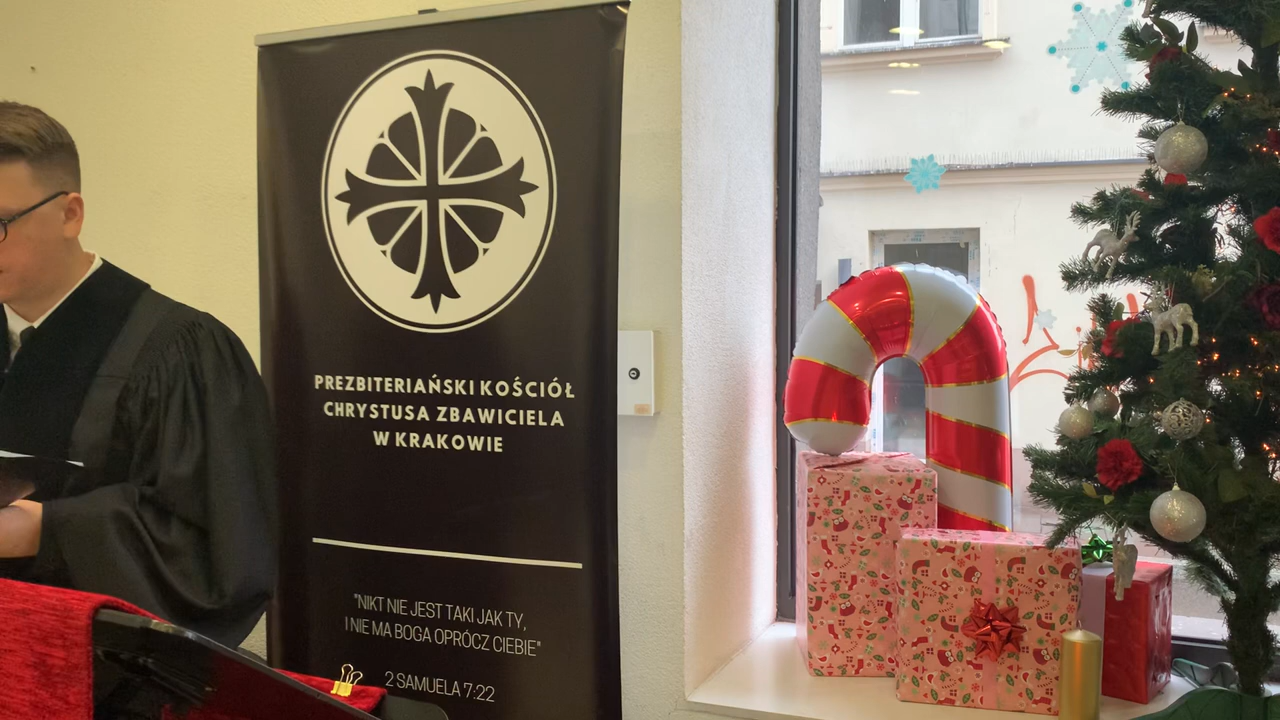 PREZBITERIAŃSKI KOŚCIÓŁ
CHRYSTUSA ZBAWICIELA
W KRAKOWIE
"NIKT NIE JEST TAKI JAK TY,
I NIE MA BOGA OPRÓCZ CIEBIE"
2 SAMUELA 7:22